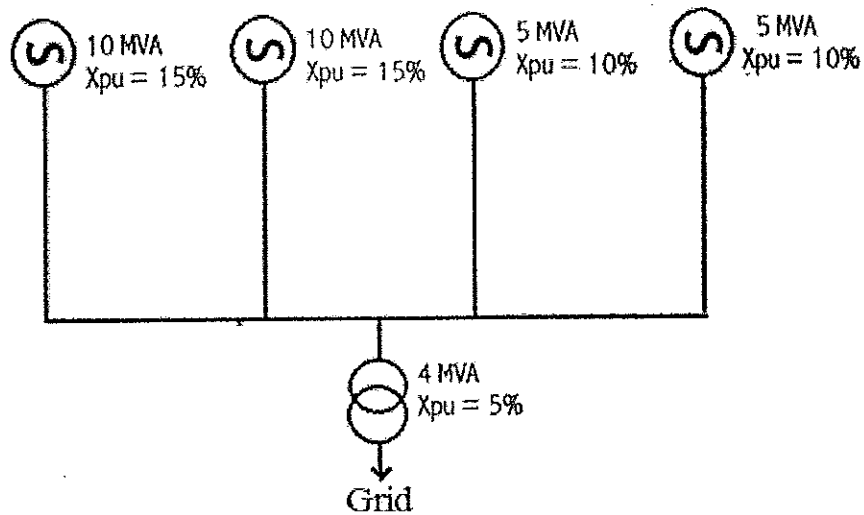 10 MVA
Xpu = 15%
10 MVA
Xpu = 15%
5 MVA
Xpu = 10%
5 MVA
Xpu = 10%
4 MVA
Xpu = 5%
Grid